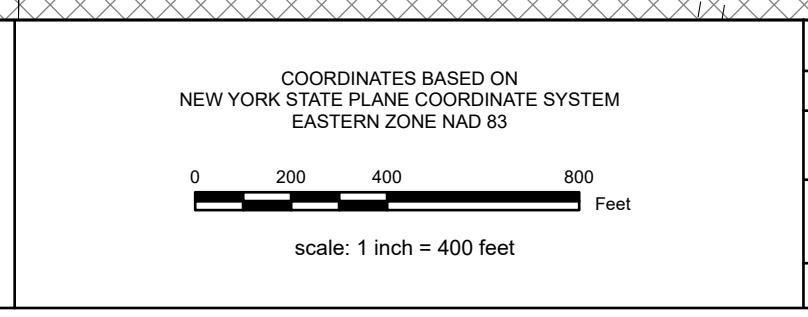 COORDINATES BASED ON
NEW YORK STATE PLANE COORDINATE SYSTEM
EASTERN ZONE NAD 83
0 200 400 800
Feet
scale: 1 inch = 400 feet